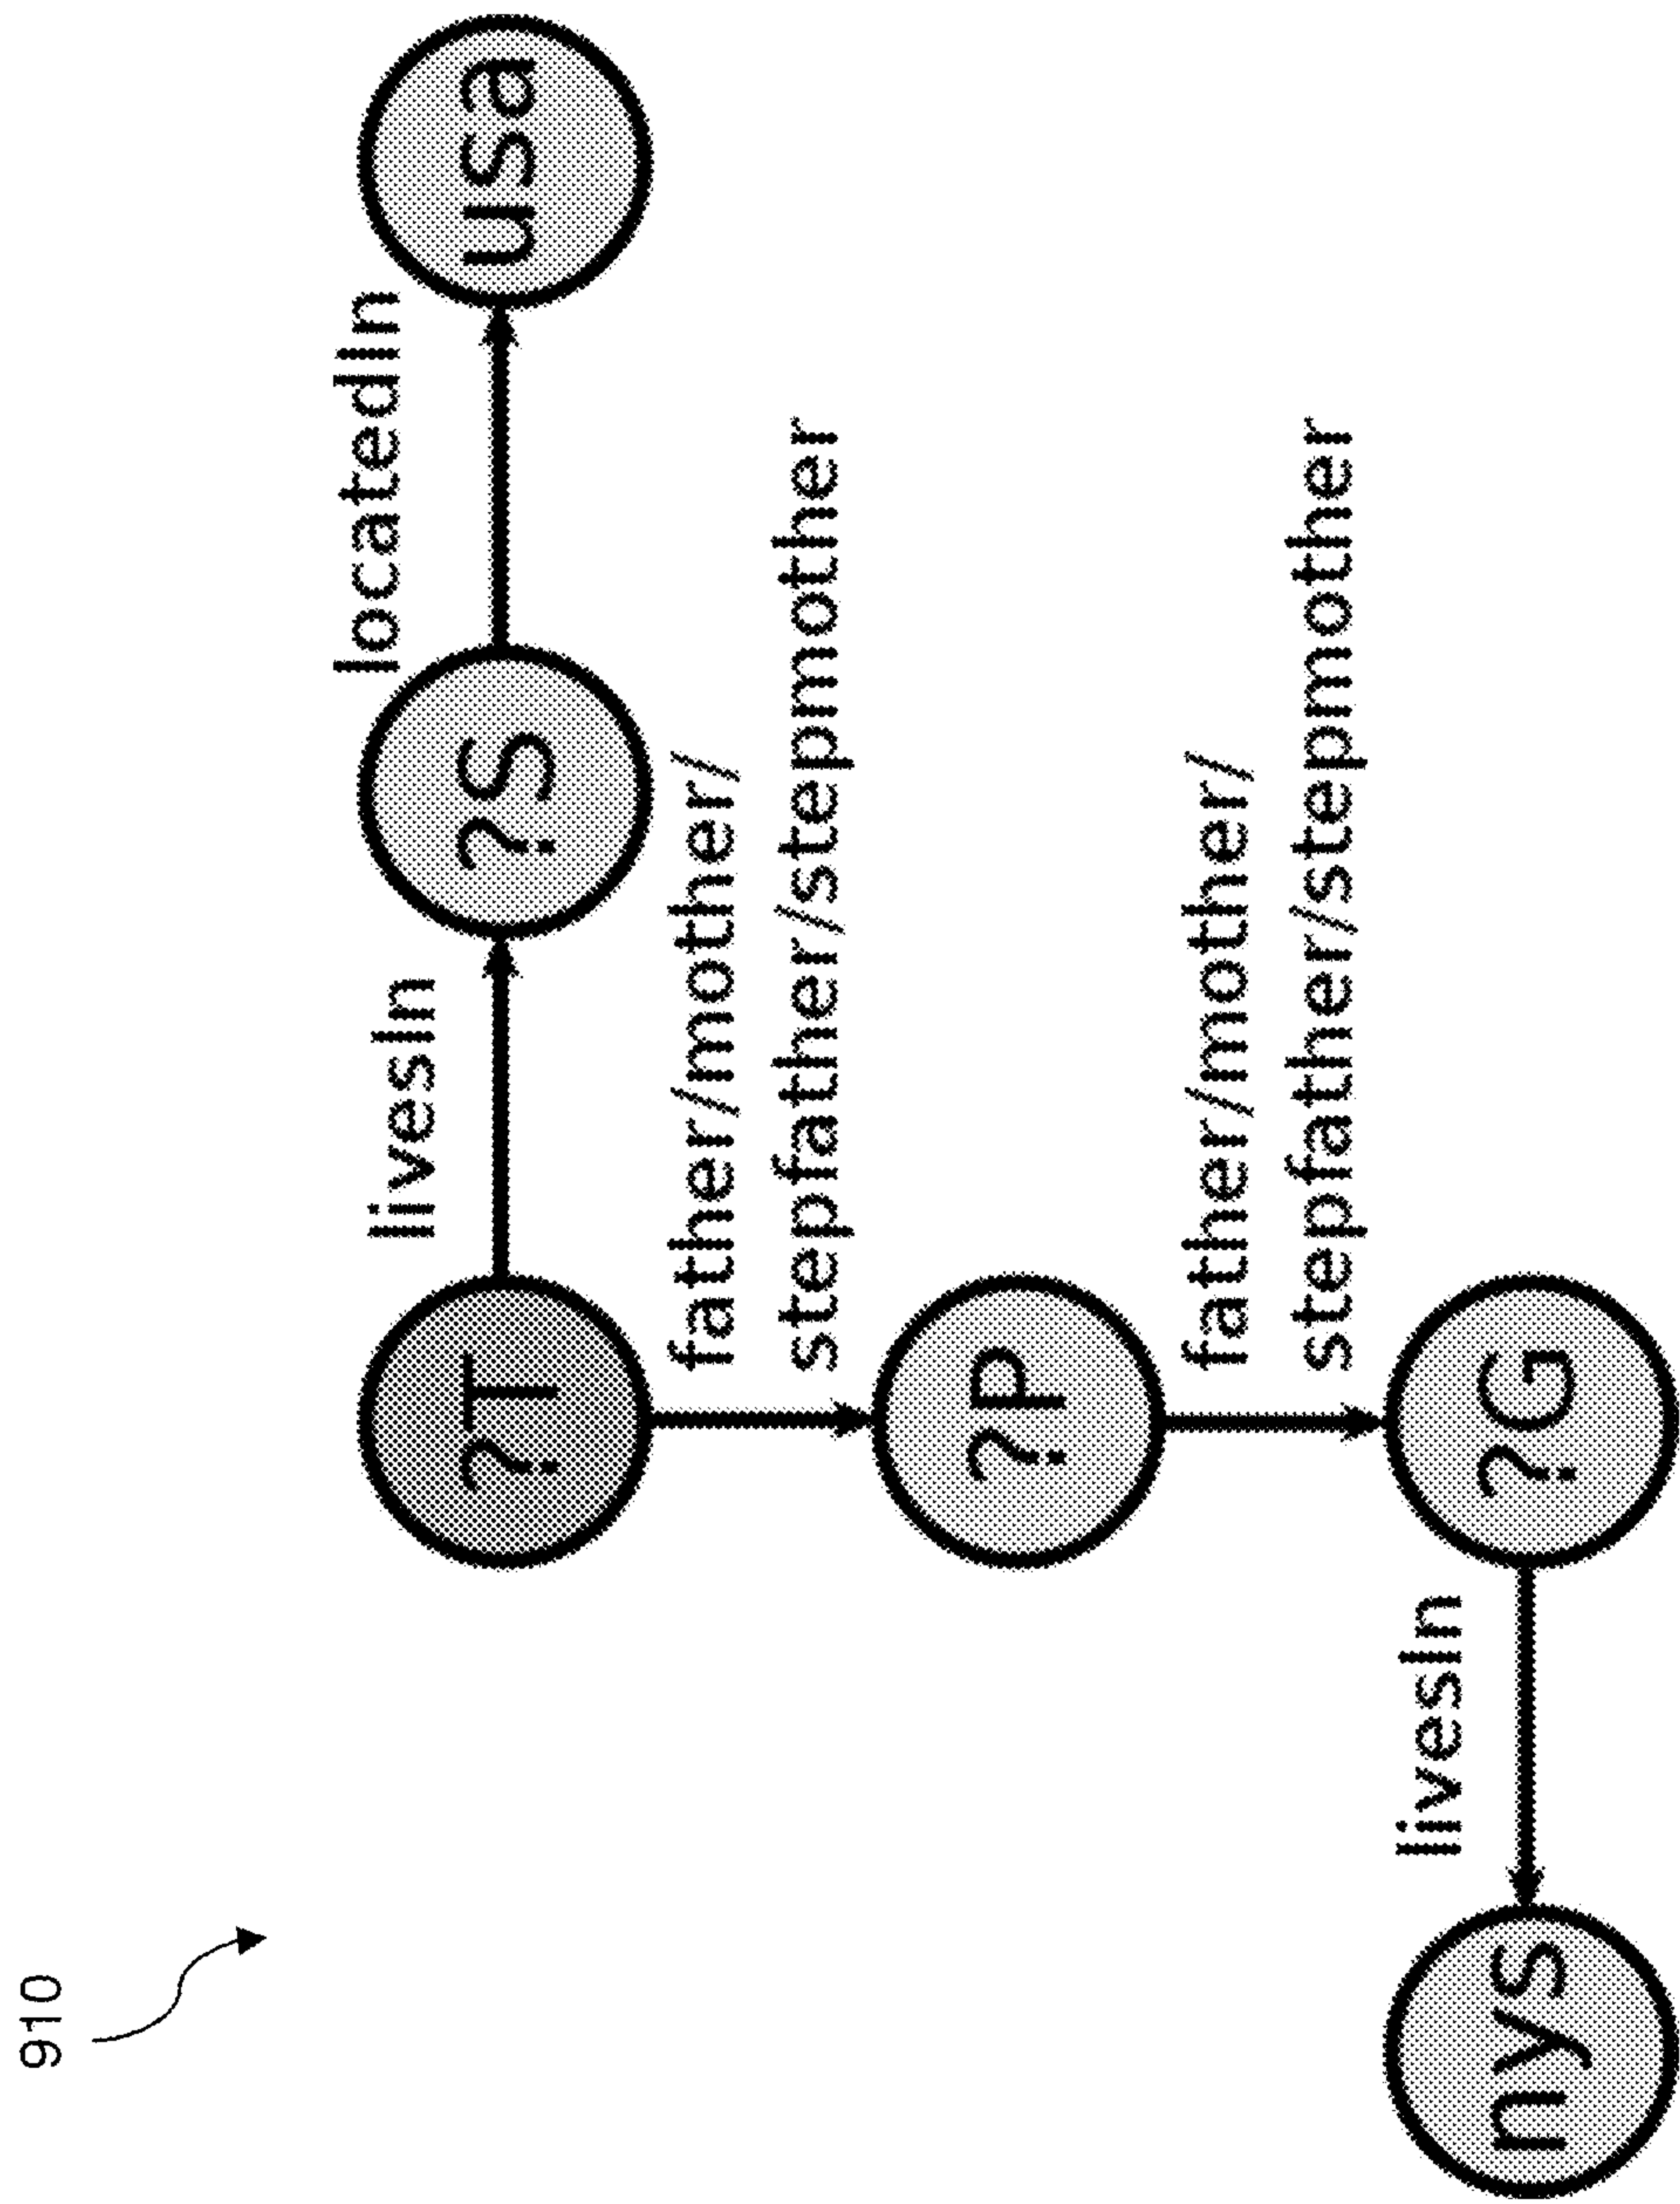 910
livesIn
locatedIn
?T
?S
usa
father/mother/
stepfather/stepmother
?P
father/mother/
stepfather/stepmother
livesIn
nys
?G